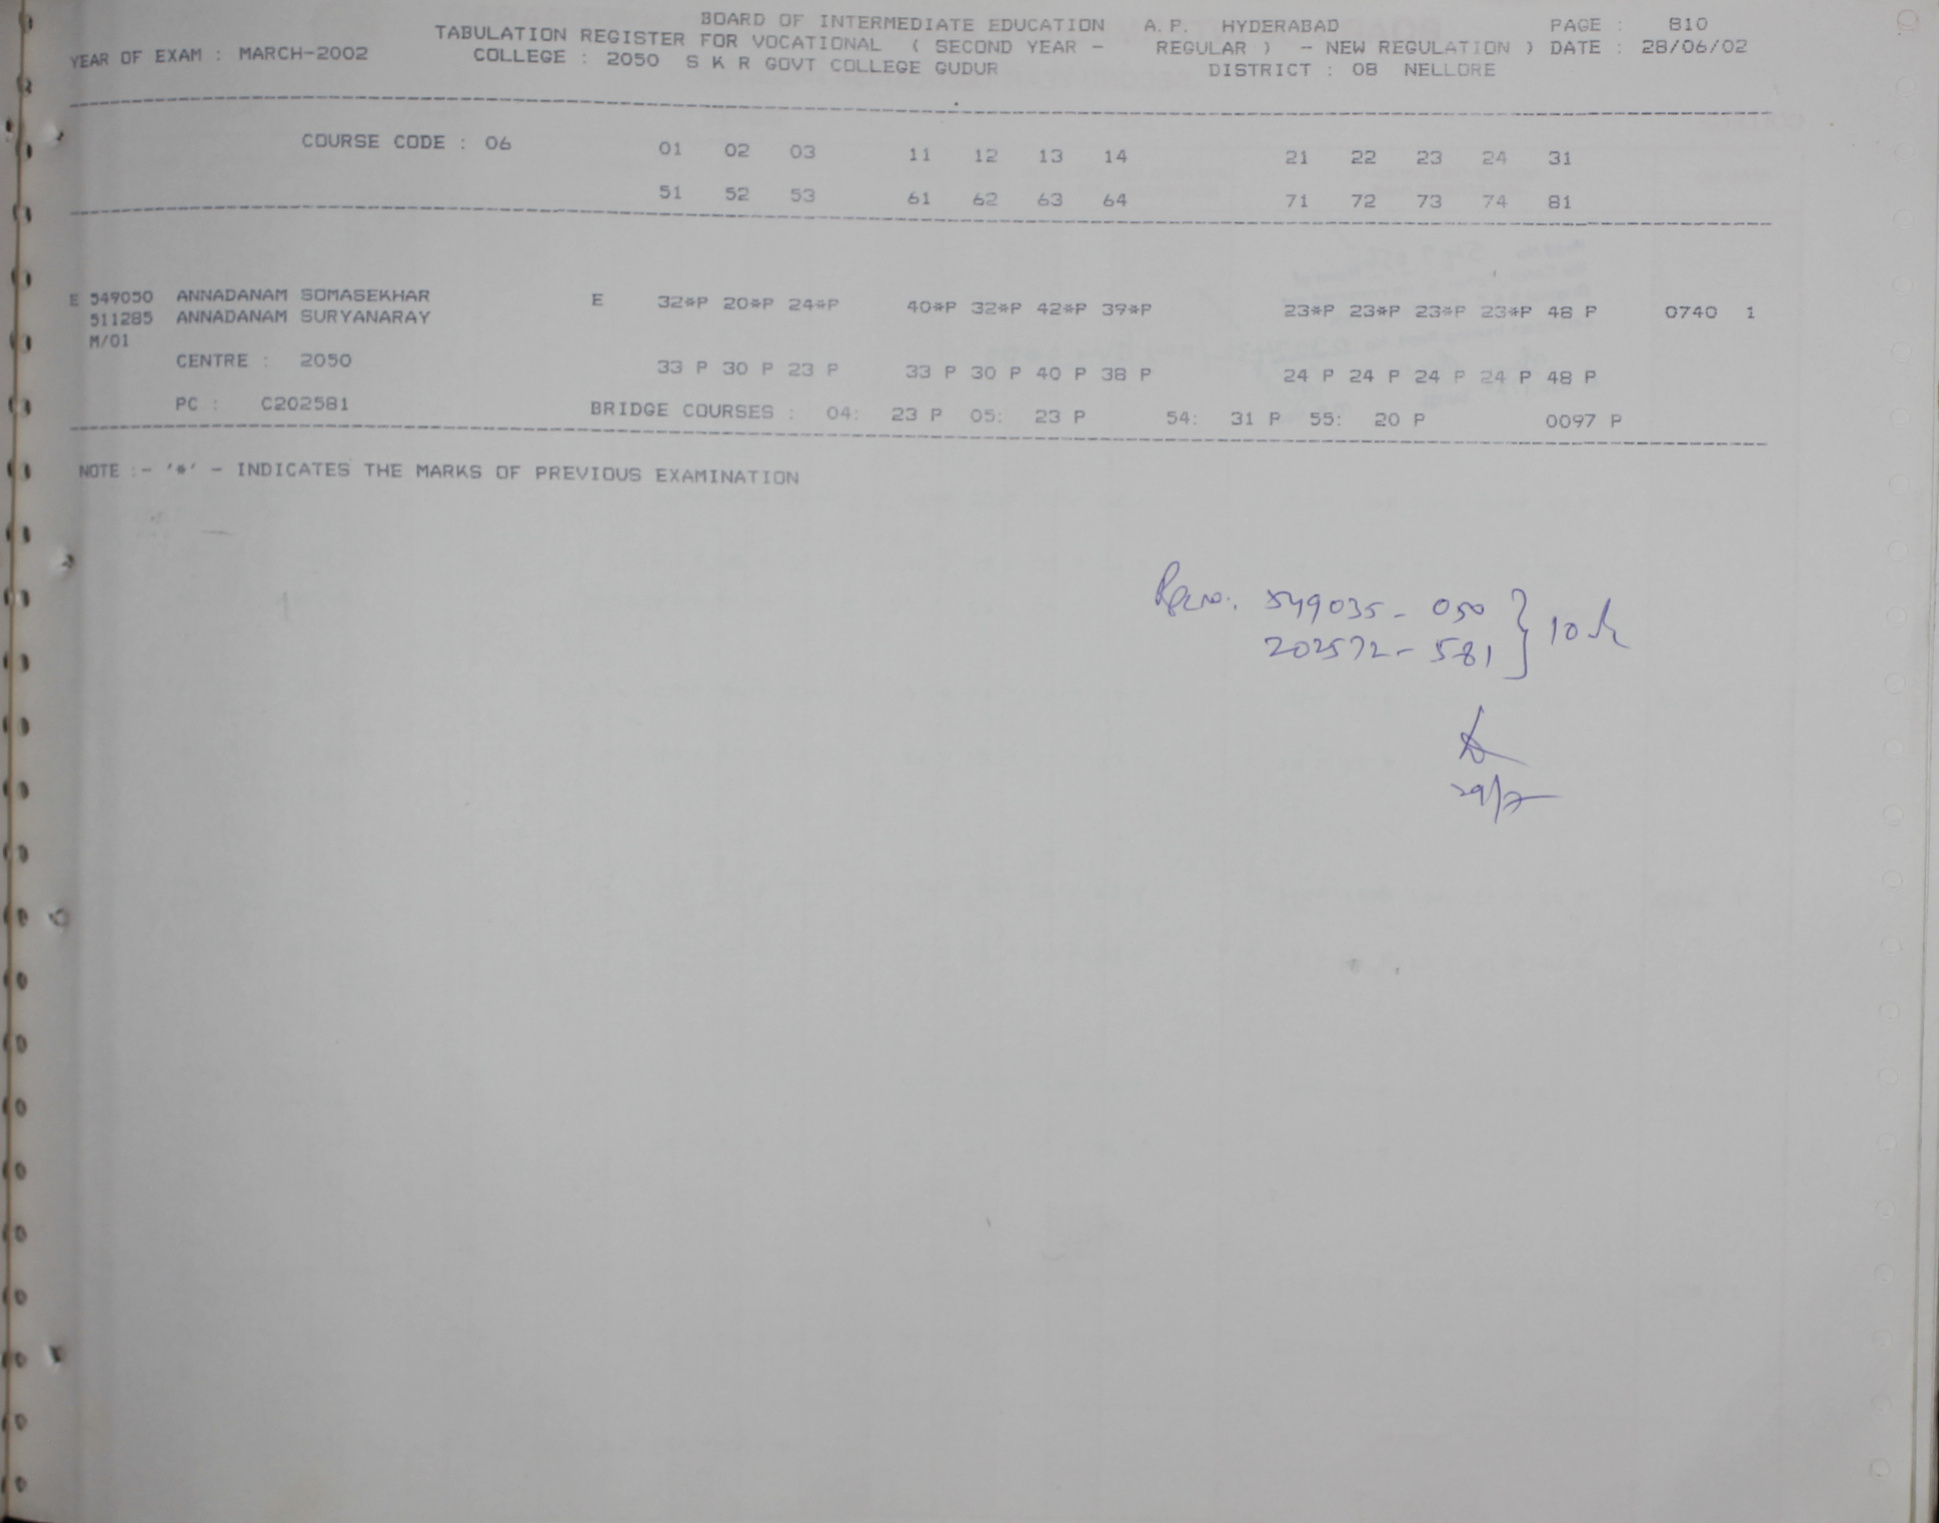 BOARD OF INTERMEDIATE EDUCATION A.P. HYDERABAD PAGE : 810
TABULATION REGISTER FOR VOCATIONAL ( SECOND YEAR - REGULAR ) - NEW REGULATION ) DATE : 28/06/02
YEAR OF EXAM : MARCH-2002 COLLEGE : 2050 S K R GOVT COLLEGE GUDUR DISTRICT : 08 NELLORE
COURSE CODE : 06 01 02 03 11 12 13 14 21 22 23 24 31
51 52 53 61 62 63 64 71 72 73 74 81
E 549050 ANNADANAM SOMASEKHAR E 32*P 20*P 24*P 40*P 32*P 42*P 39*P 23*P 23*P 23*P 23*P 48 P 0740 1
511285 ANNADANAM SURYANARAY
M/01
CENTRE : 2050 33 P 30 P 23 P 33 P 30 P 40 P 38 P 24 P 24 P 24 P 24 P 48 P
PC : C202581 BRIDGE COURSES : 04: 23 P 05: 23 P 54: 31 P 55: 20 P 0097 P
NOTE :- '*' - INDICATES THE MARKS OF PREVIOUS EXAMINATION
549035 - 050
202572 - 581 10